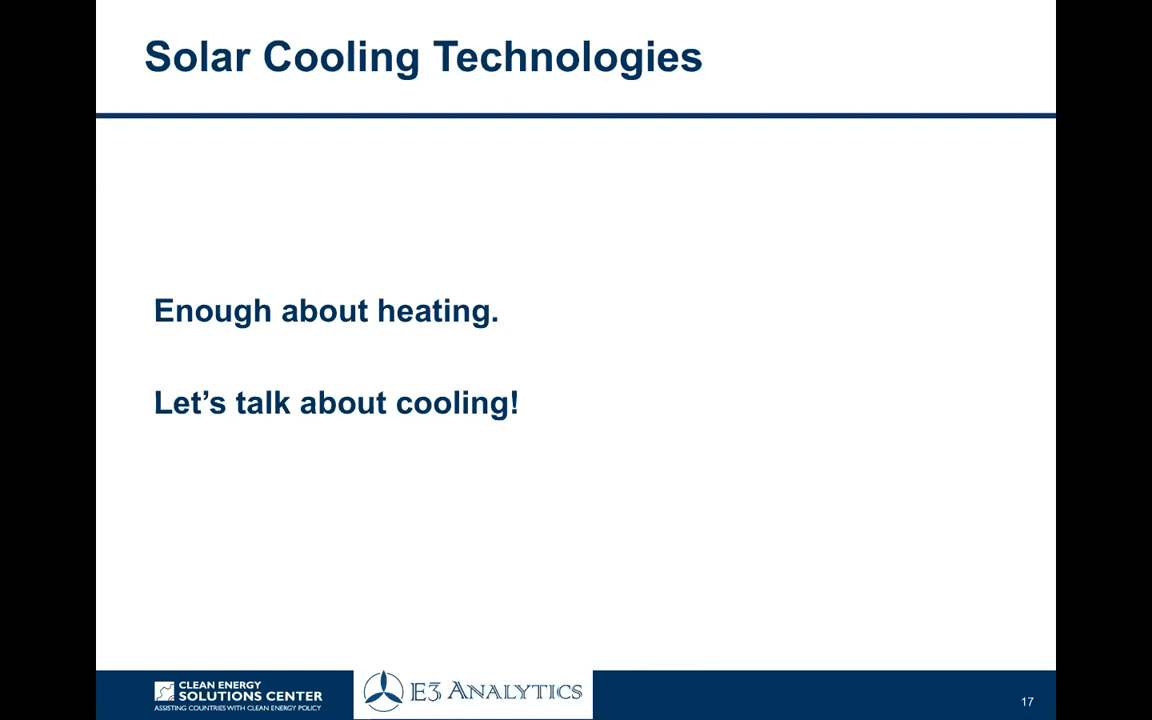 Solar Cooling Technologies
Enough about heating.
Let’s talk about cooling!
CLEAN ENERGY
SOLUTIONS CENTER
ASSISTING COUNTRIES WITH CLEAN ENERGY POLICY
E3 ANALYTICS
17